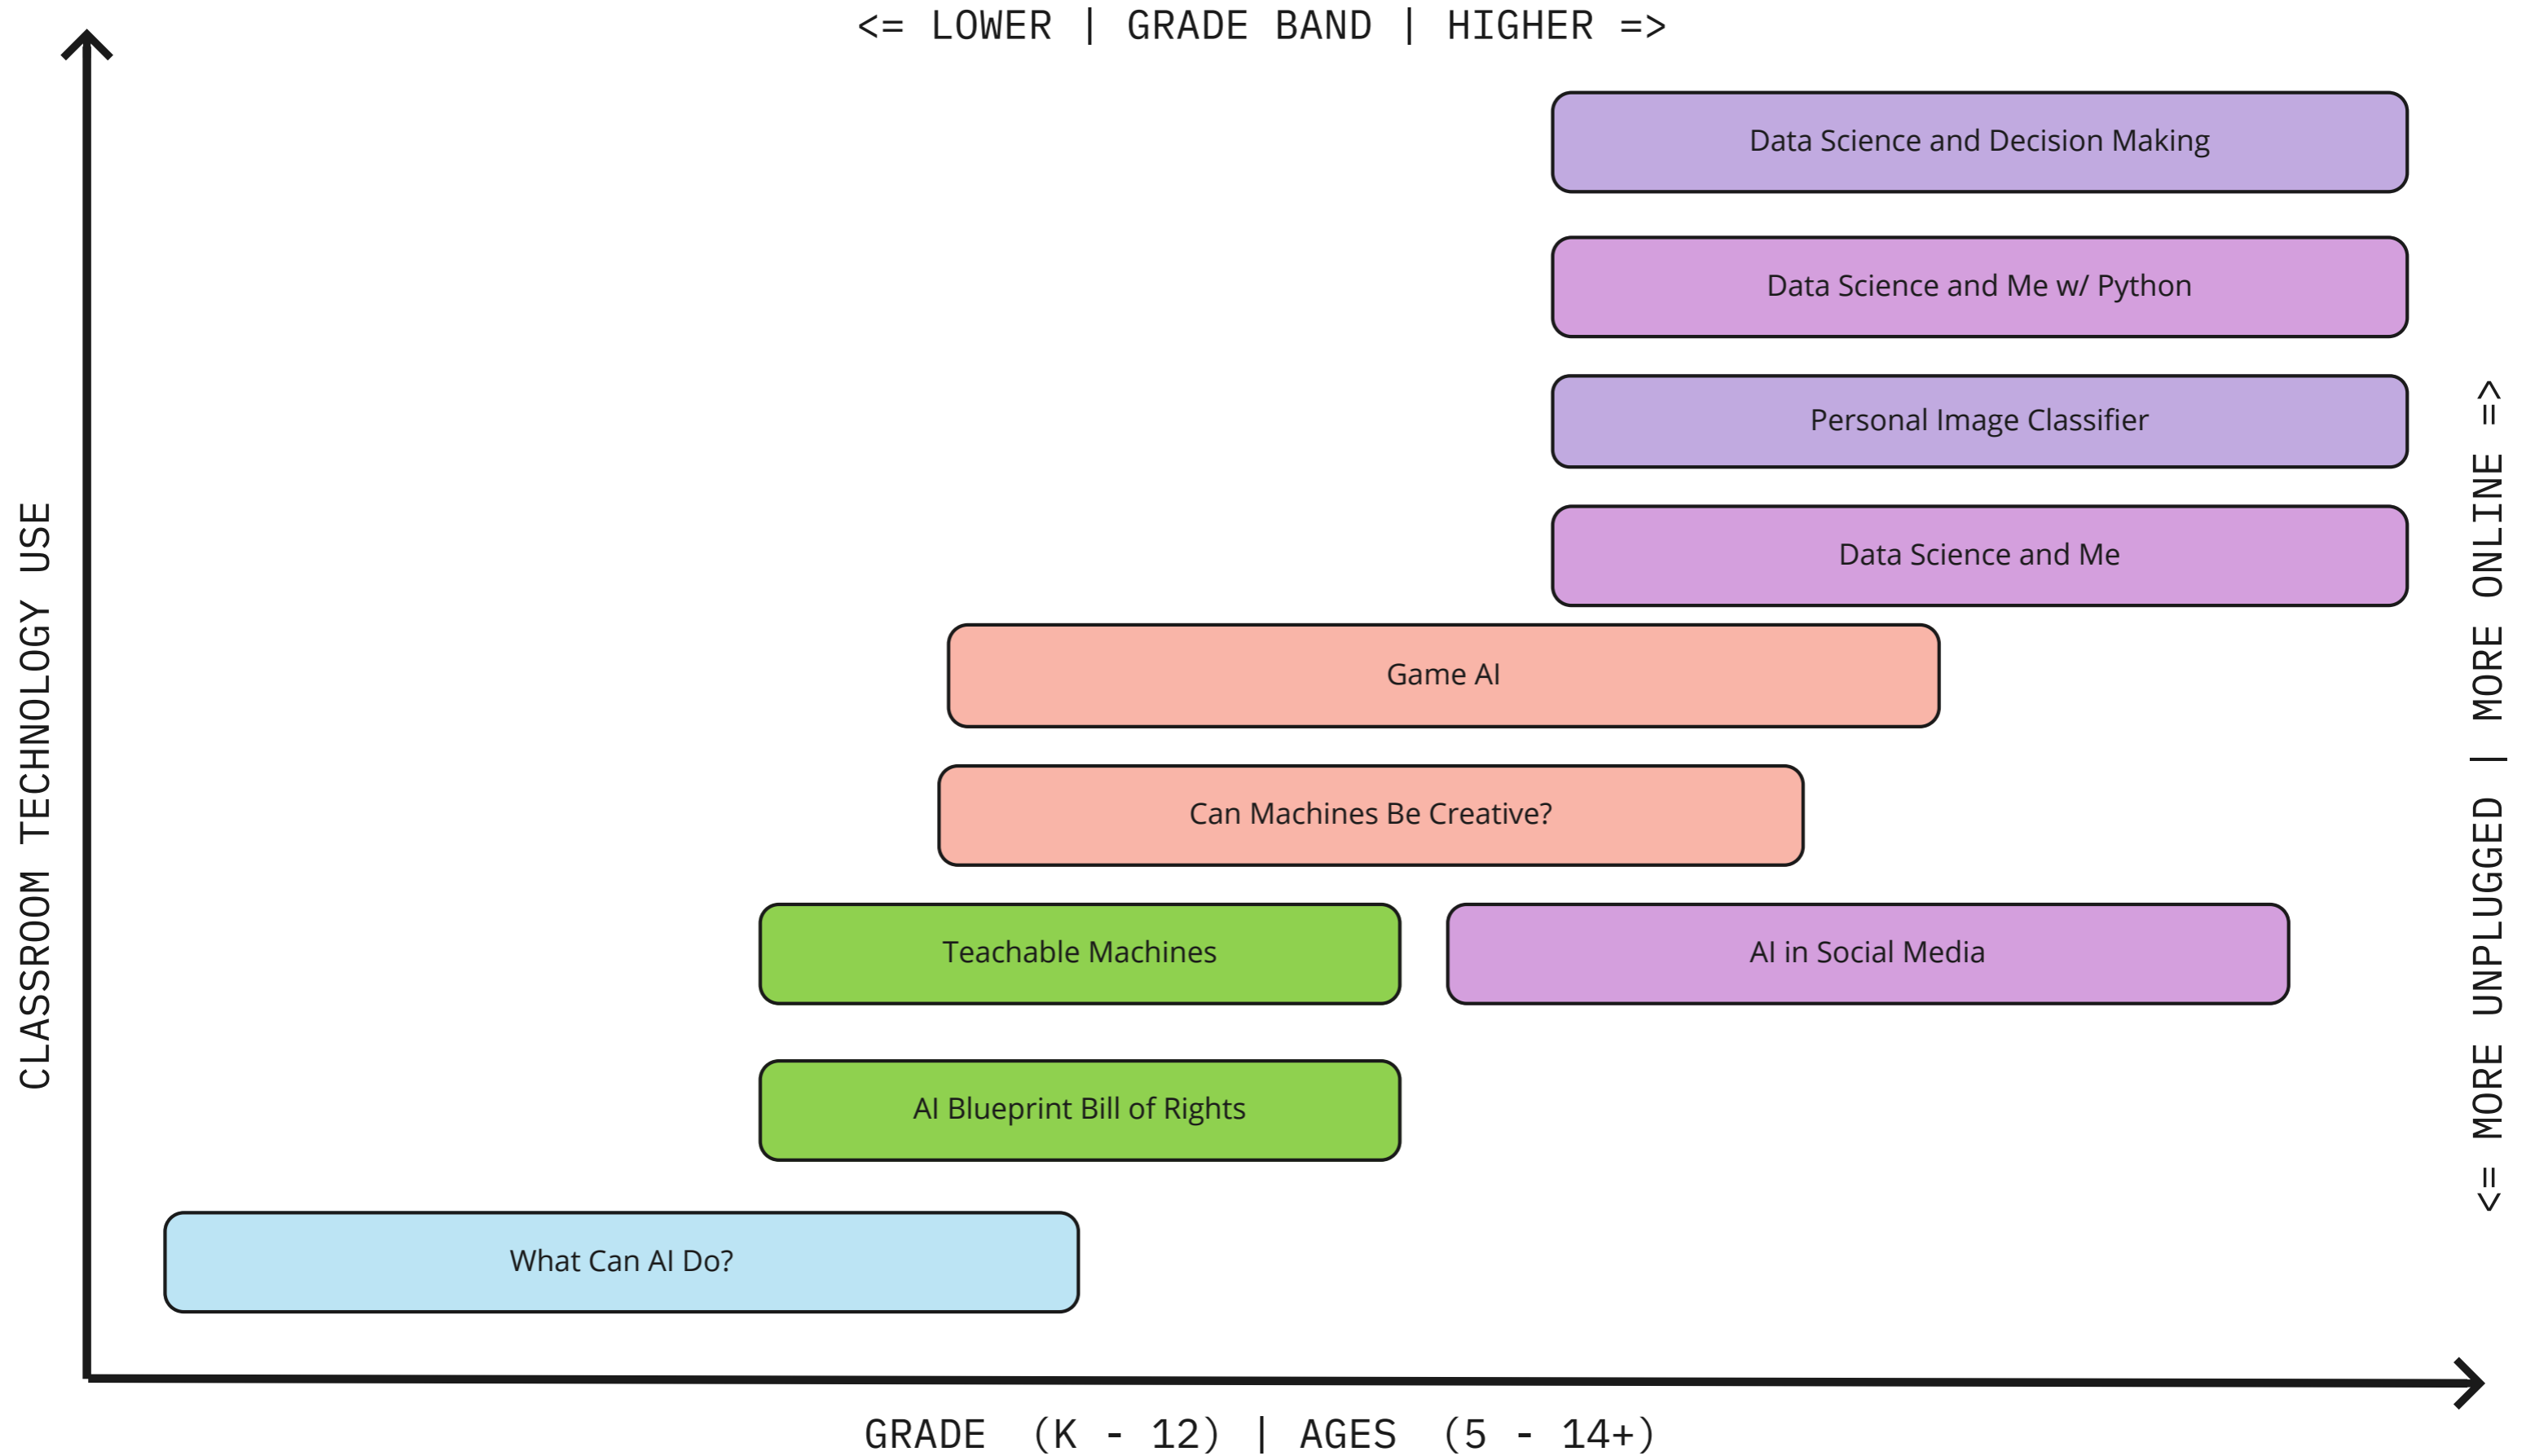 <= LOWER | GRADE BAND | HIGHER =>
Data Science and Decision Making
Data Science and Me w/ Python
Personal Image Classifier
Data Science and Me
Game AI
Can Machines Be Creative?
Teachable Machines
AI in Social Media
AI Blueprint Bill of Rights
What Can AI Do?
CLASSROOM TECHNOLOGY USE
<= MORE UNPLUGGED | MORE ONLINE =>
GRADE (K - 12) | AGES (5 - 14+)